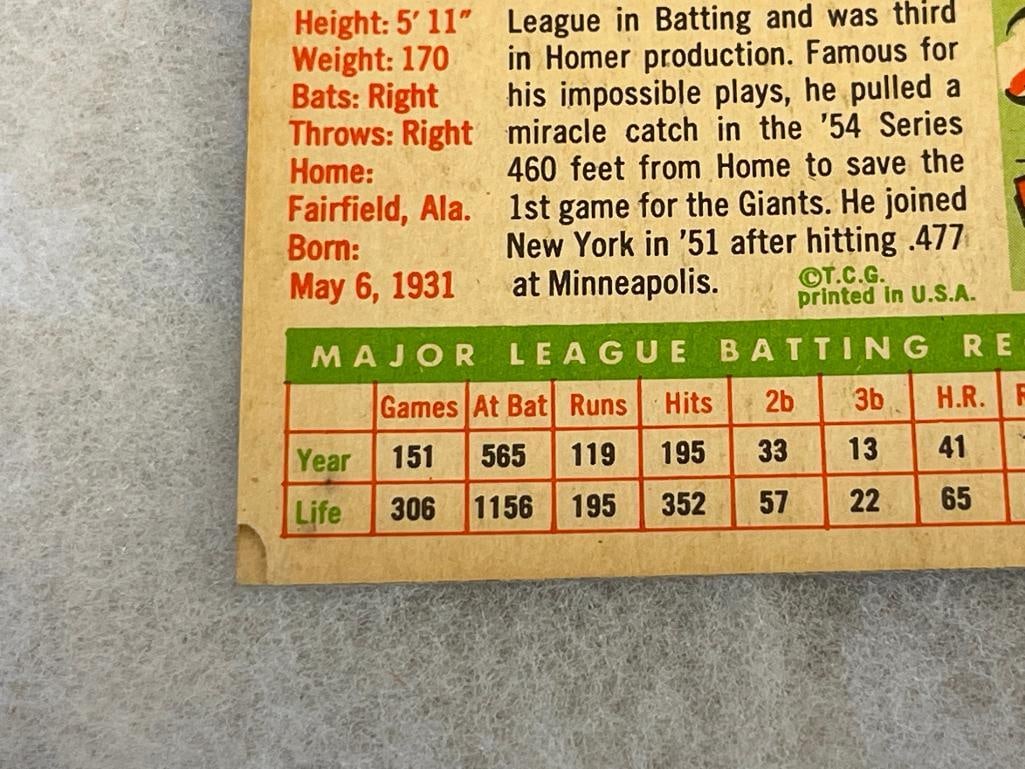 Height: 5' 11"
Weight: 170
Bats: Right
Throws: Right
Home:
Fairfield, Ala.
Born:
May 6, 1931
League in Batting and was third
in Homer production. Famous for
his impossible plays, he pulled a
miracle catch in the '54 Series
460 feet from Home to save the
1st game for the Giants. He joined
New York in '51 after hitting .477
at Minneapolis.
©T.C.G.
printed in U.S.A.
MAJOR LEAGUE BATTING RE
Games At Bat Runs Hits 2b 3b H.R. R
Year 151 565 119 195 33 13 41
Life 306 1156 195 352 57 22 65